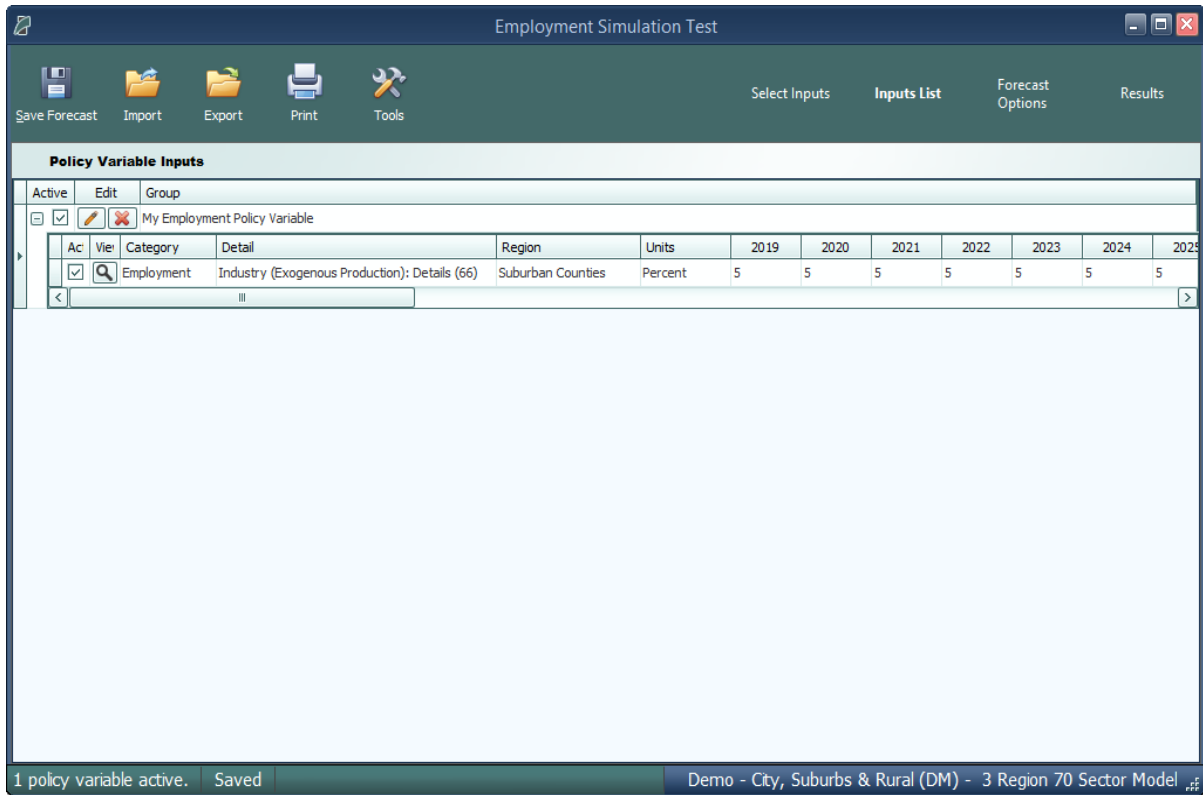 Employment Simulation Test
Save Forecast Import Export Print Tools Select Inputs Inputs List Forecast Options Results
Policy Variable Inputs
Active Edit Group
My Employment Policy Variable
Ac Vie Category Detail Region Units 2019 2020 2021 2022 2023 2024 2025
Employment Industry (Exogenous Production): Details (66) Suburban Counties Percent 5 5 5 5 5 5 5
1 policy variable active. Saved Demo - City, Suburbs & Rural (DM) - 3 Region 70 Sector Model